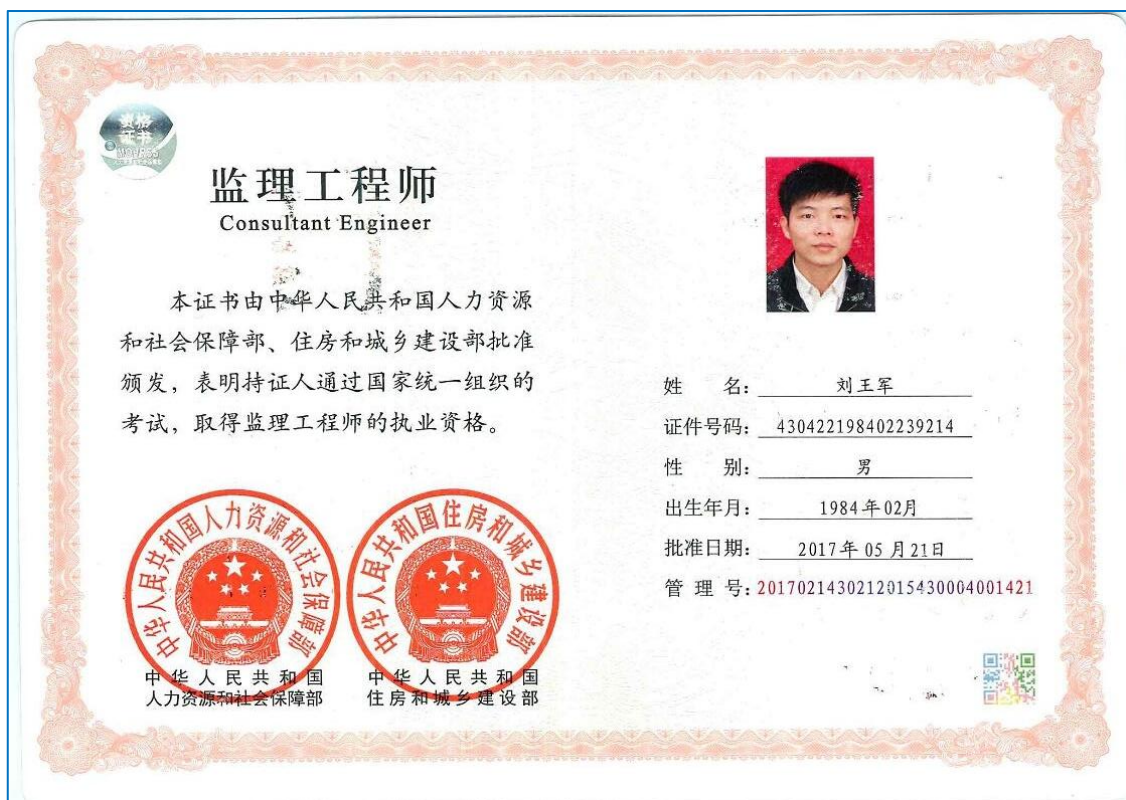 资格
证书
MOHRSS
监理工程师
Consultant Engineer
本证书由中华人民共和国人力资源
和社会保障部、住房和城乡建设部批准
颁发，表明持证人通过国家统一组织的
考试，取得监理工程师的执业资格。
中华人民共和国人力资源和社会保障部
中华人民共和国住房和城乡建设部
中华人民共和国
人力资源和社会保障部
中华人民共和国
住房和城乡建设部
姓 名: 刘王军
证件号码: 430422198402239214
性 别: 男
出生年月: 1984年02月
批准日期: 2017年05月21日
管 理 号: 2017021430212015430004001421